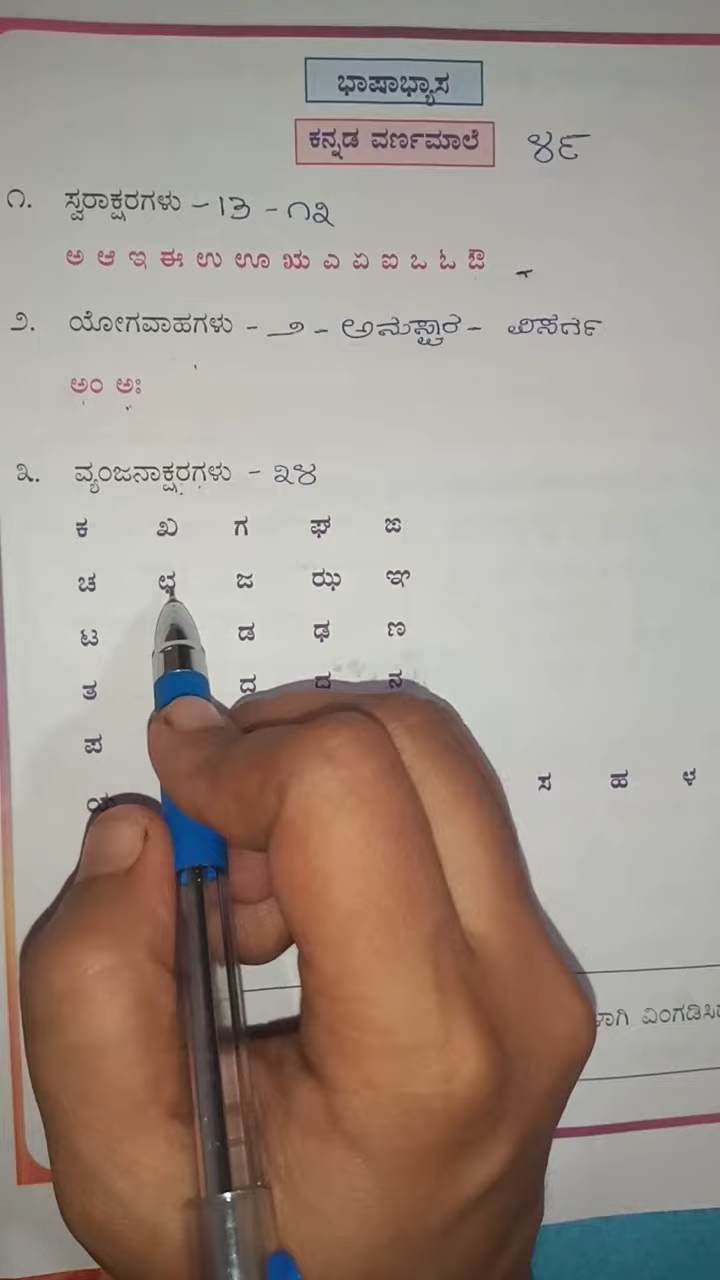 ಭಾಷಾಭ್ಯಾಸ
ಕನ್ನಡ ವರ್ಣಮಾಲೆ ೪೯
೧. ಸ್ವರಾಕ್ಷರಗಳು - 13 - ೧೩
ಅ ಆ ಇ ಈ ಉ ಊ ಋ ಎ ಏ ಐ ಒ ಓ ಔ
೨. ಯೋಗವಾಹಗಳು - ೨ - ಅನುಸ್ವಾರ - ವಿಸರ್ಗ
ಅಂ ಅಃ
೩. ವ್ಯಂಜನಾಕ್ಷರಗಳು - ೩೪
ಕ ಖ ಗ ಘ ಙ
ಚ ಛ ಜ ಝ ಞ
ಟ ಡ ಢ ಣ
ತ ದ ಧ ನ
ಪ
ಯ ಸ ಹ ಳ
ವಿಂಗಡಿಸಿ